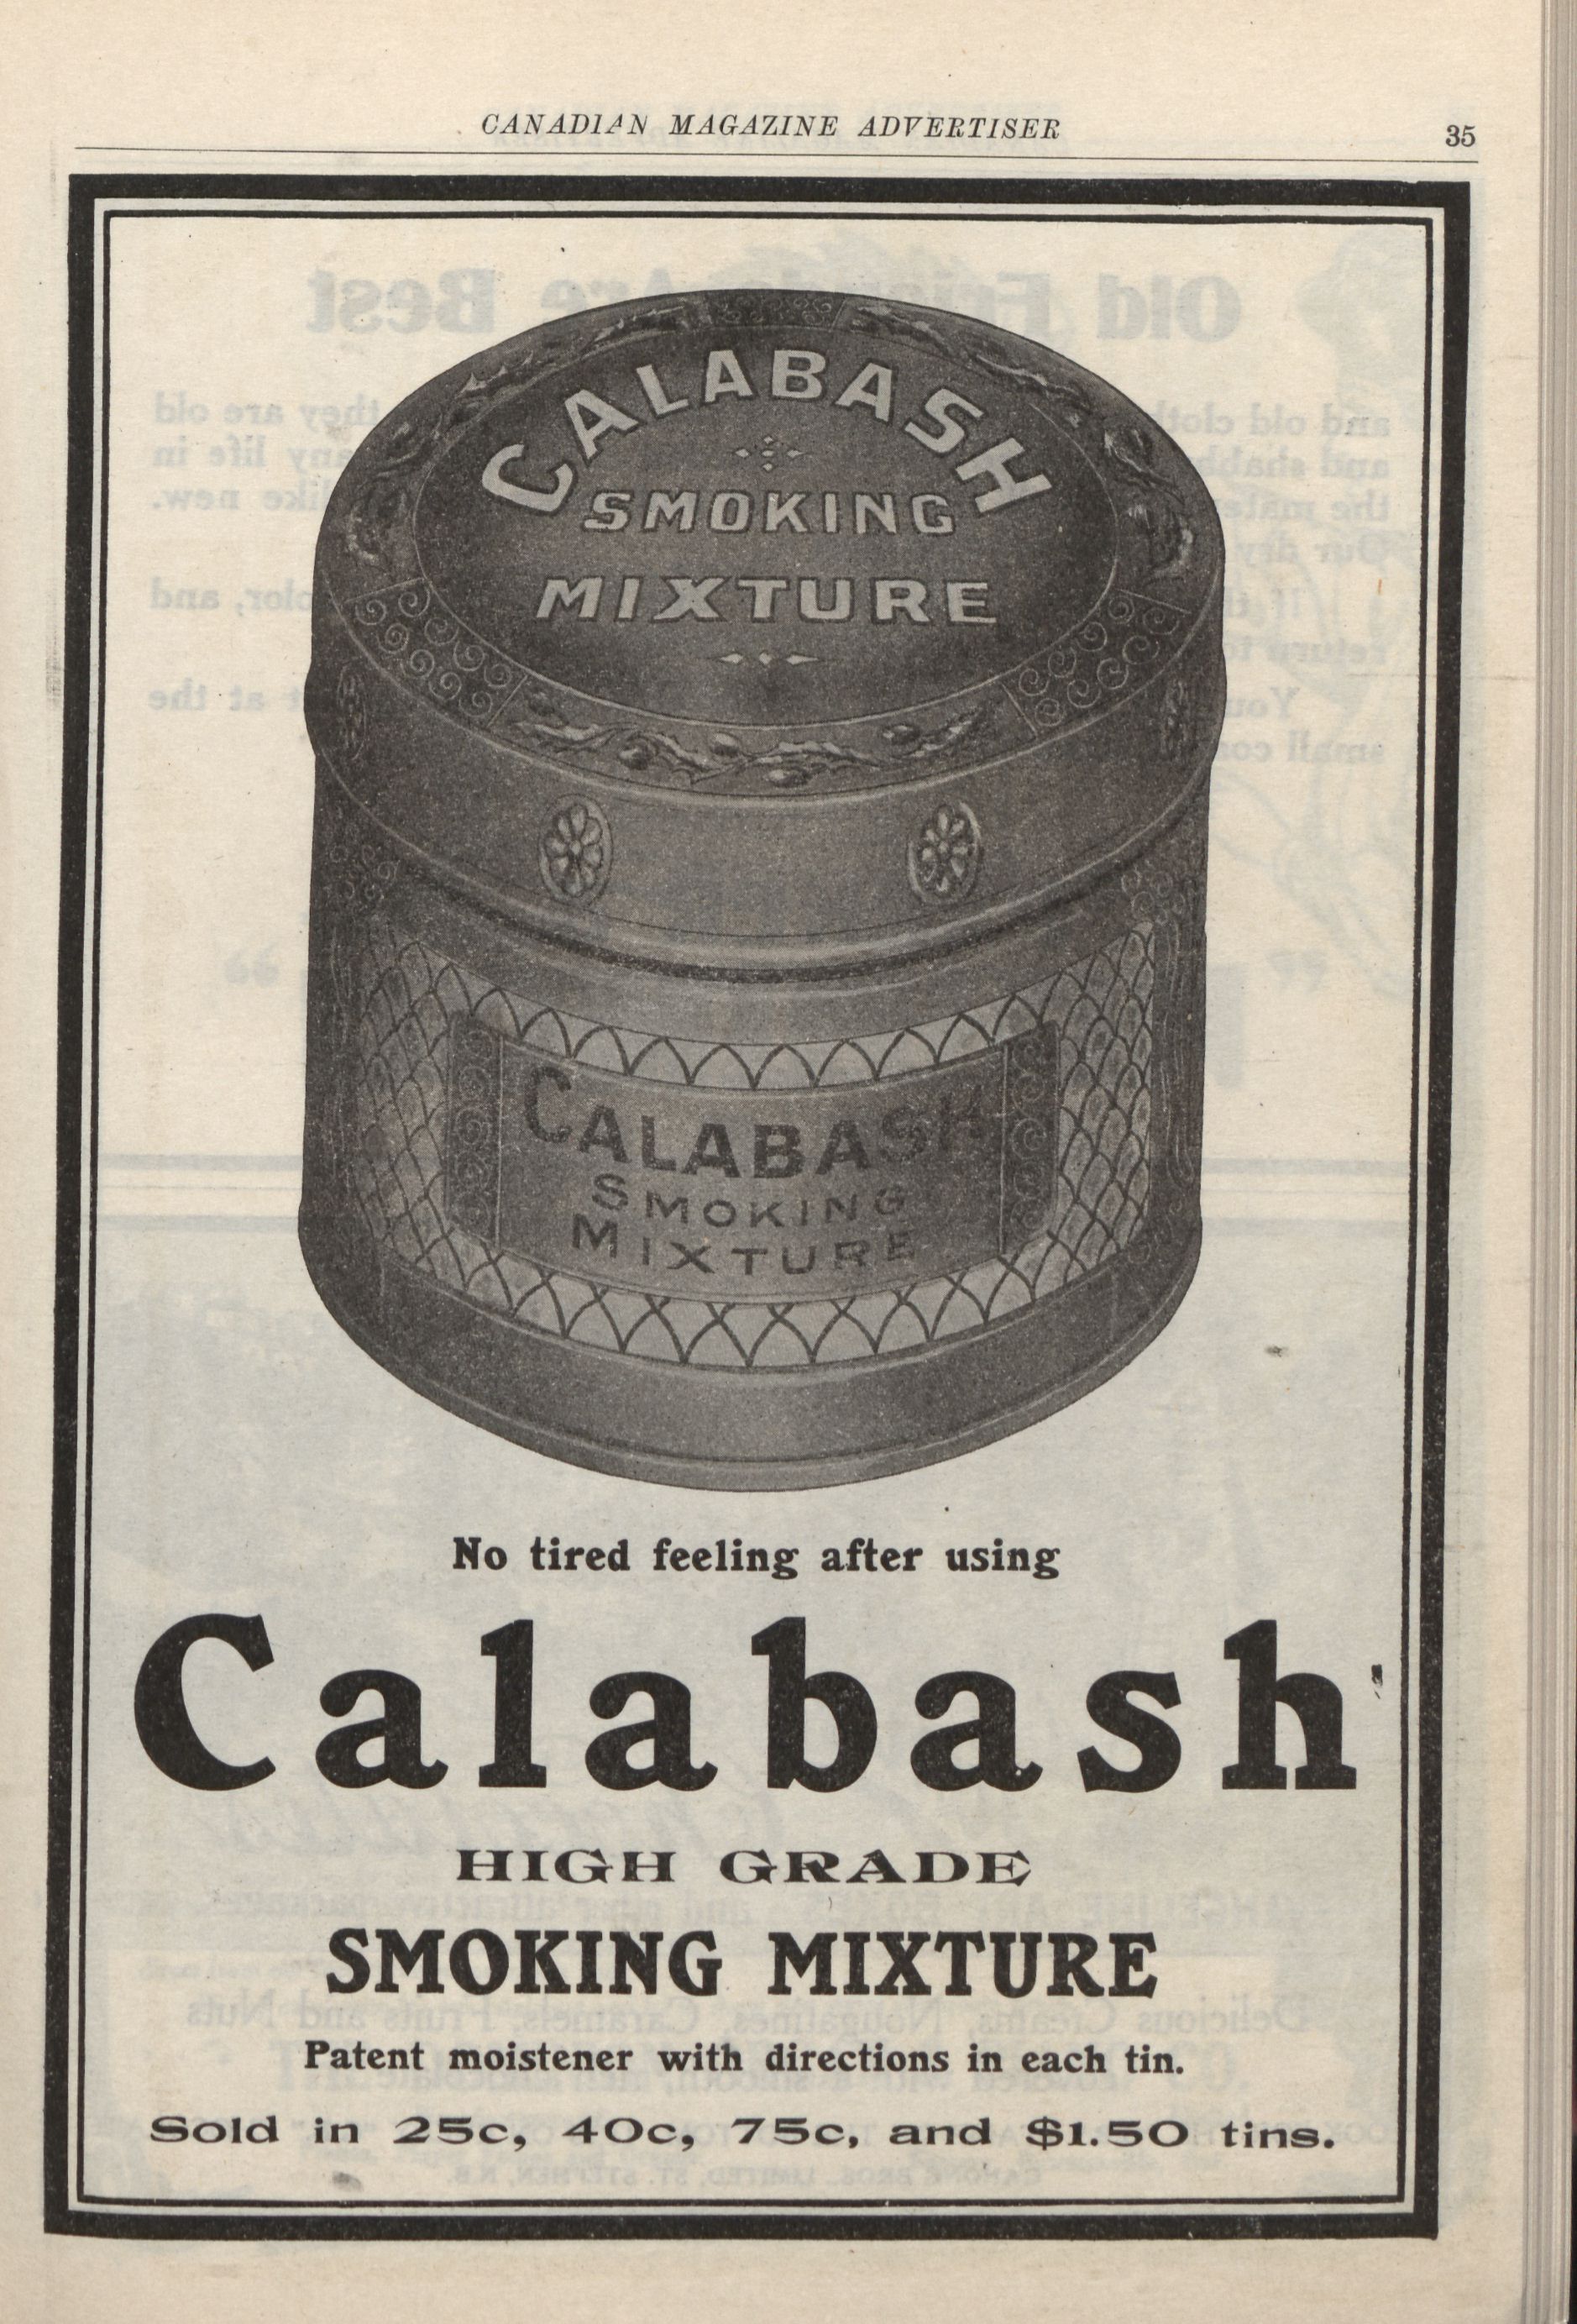 CANADIAN MAGAZINE ADVERTISER 35
CALABASH
SMOKING
MIXTURE
CALABASH
SMOKING
MIXTURE
No tired feeling after using
Calabash
HIGH GRADE
SMOKING MIXTURE
Patent moistener with directions in each tin.
Sold in 25c, 40c, 75c, and $1.50 tins.